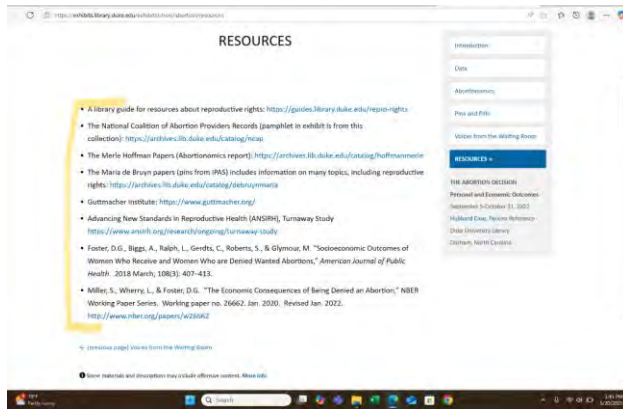 https://exhibits.library.duke.edu/exhibits/show/abortion/resources
RESOURCES
• A library guide for resources about reproductive rights: https://guides.library.duke.edu/repro-rights
• The National Coalition of Abortion Providers Records (pamphlet in exhibit is from this
collection): https://archives.lib.duke.edu/catalog/ncap
• The Merle Hoffman Papers (Abortionomics report): https://archives.lib.duke.edu/catalog/hoffmanmerle
• The Maria de Bruyn papers (pins from IPAS) includes information on many topics, including reproductive
rights: https://archives.lib.duke.edu/catalog/debruynmaria
• Guttmacher Institute: https://www.guttmacher.org/
• Advancing New Standards in Reproductive Health (ANSIRH), Turnaway Study
https://www.ansirh.org/research/ongoing/turnaway-study
• Foster, D.G., Biggs, A., Ralph, L., Gerdts, C., Roberts, S., & Glymour, M. "Socioeconomic Outcomes of
Women Who Receive and Women Who are Denied Wanted Abortions," American Journal of Public
Health. 2018 March; 108(3): 407–413.
• Miller, S., Wherry, L., & Foster, D.G. "The Economic Consequences of Being Denied an Abortion," NBER
Working Paper Series. Working paper no. 26662. Jan. 2020. Revised Jan. 2022.
http://www.nber.org/papers/w26662
← (previous page) Voices from the Waiting Room
Some materials and descriptions may include offensive content. More info
Introduction
Data
Abortionomics
Pins and Pills
Voices from the Waiting Room
RESOURCES »
THE ABORTION DECISION
Personal and Economic Outcomes
Hubbard Case, Perkins Reference
Duke University Library
Durham, North Carolina
Search